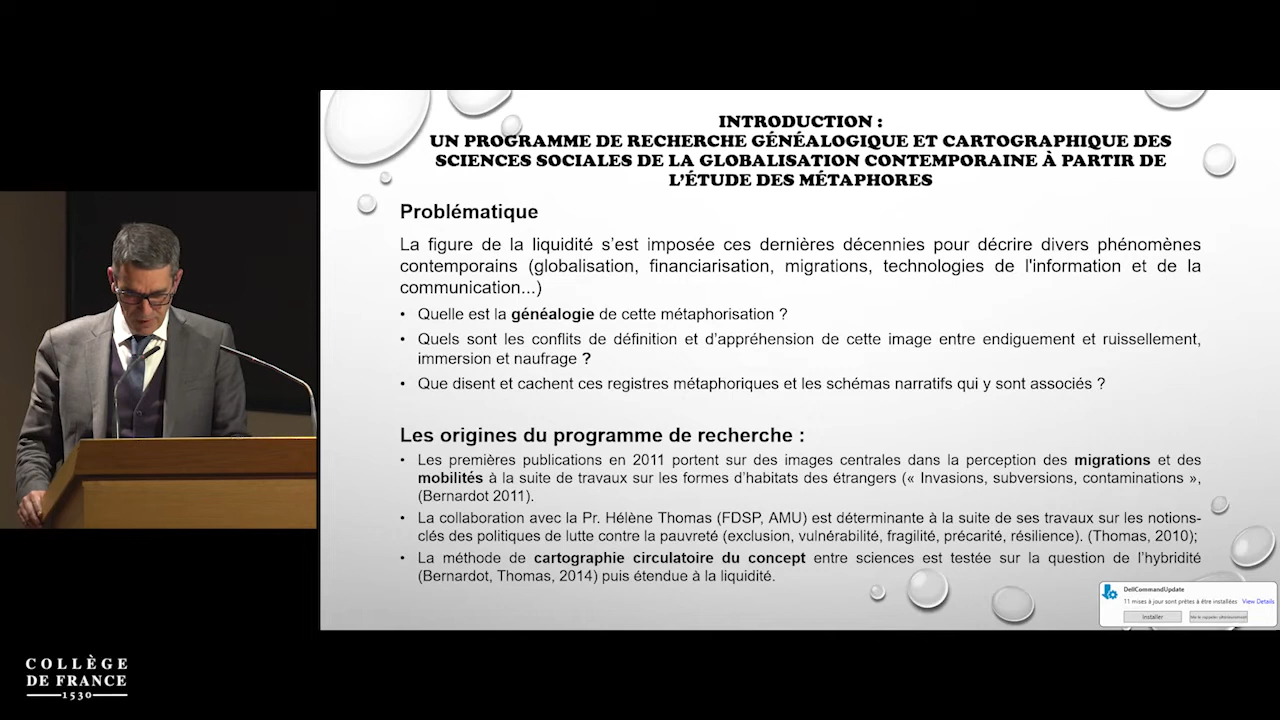 INTRODUCTION :
UN PROGRAMME DE RECHERCHE GÉNÉALOGIQUE ET CARTOGRAPHIQUE DES
SCIENCES SOCIALES DE LA GLOBALISATION CONTEMPORAINE À PARTIR DE
L'ÉTUDE DES MÉTAPHORES
Problématique
La figure de la liquidité s'est imposée ces dernières décennies pour décrire divers phénomènes
contemporains (globalisation, financiarisation, migrations, technologies de l'information et de la
communication...)
• Quelle est la généalogie de cette métaphorisation ?
• Quels sont les conflits de définition et d'appréhension de cette image entre endiguement et ruissellement,
immersion et naufrage ?
• Que disent et cachent ces registres métaphoriques et les schémas narratifs qui y sont associés ?
Les origines du programme de recherche :
• Les premières publications en 2011 portent sur des images centrales dans la perception des migrations et des
mobilités à la suite de travaux sur les formes d'habitats des étrangers (« Invasions, subversions, contaminations »,
(Bernardot 2011).
• La collaboration avec la Pr. Hélène Thomas (FDSP, AMU) est déterminante à la suite de ses travaux sur les notions-
clés des politiques de lutte contre la pauvreté (exclusion, vulnérabilité, fragilité, précarité, résilience). (Thomas, 2010);
• La méthode de cartographie circulatoire du concept entre sciences est testée sur la question de l'hybridité
(Bernardot, Thomas, 2014) puis étendue à la liquidité.
DellCommandUpdate
11 mises à jour sont prêtes à être installées View Details
Installer
COLLÈGE
DE FRANCE
1530